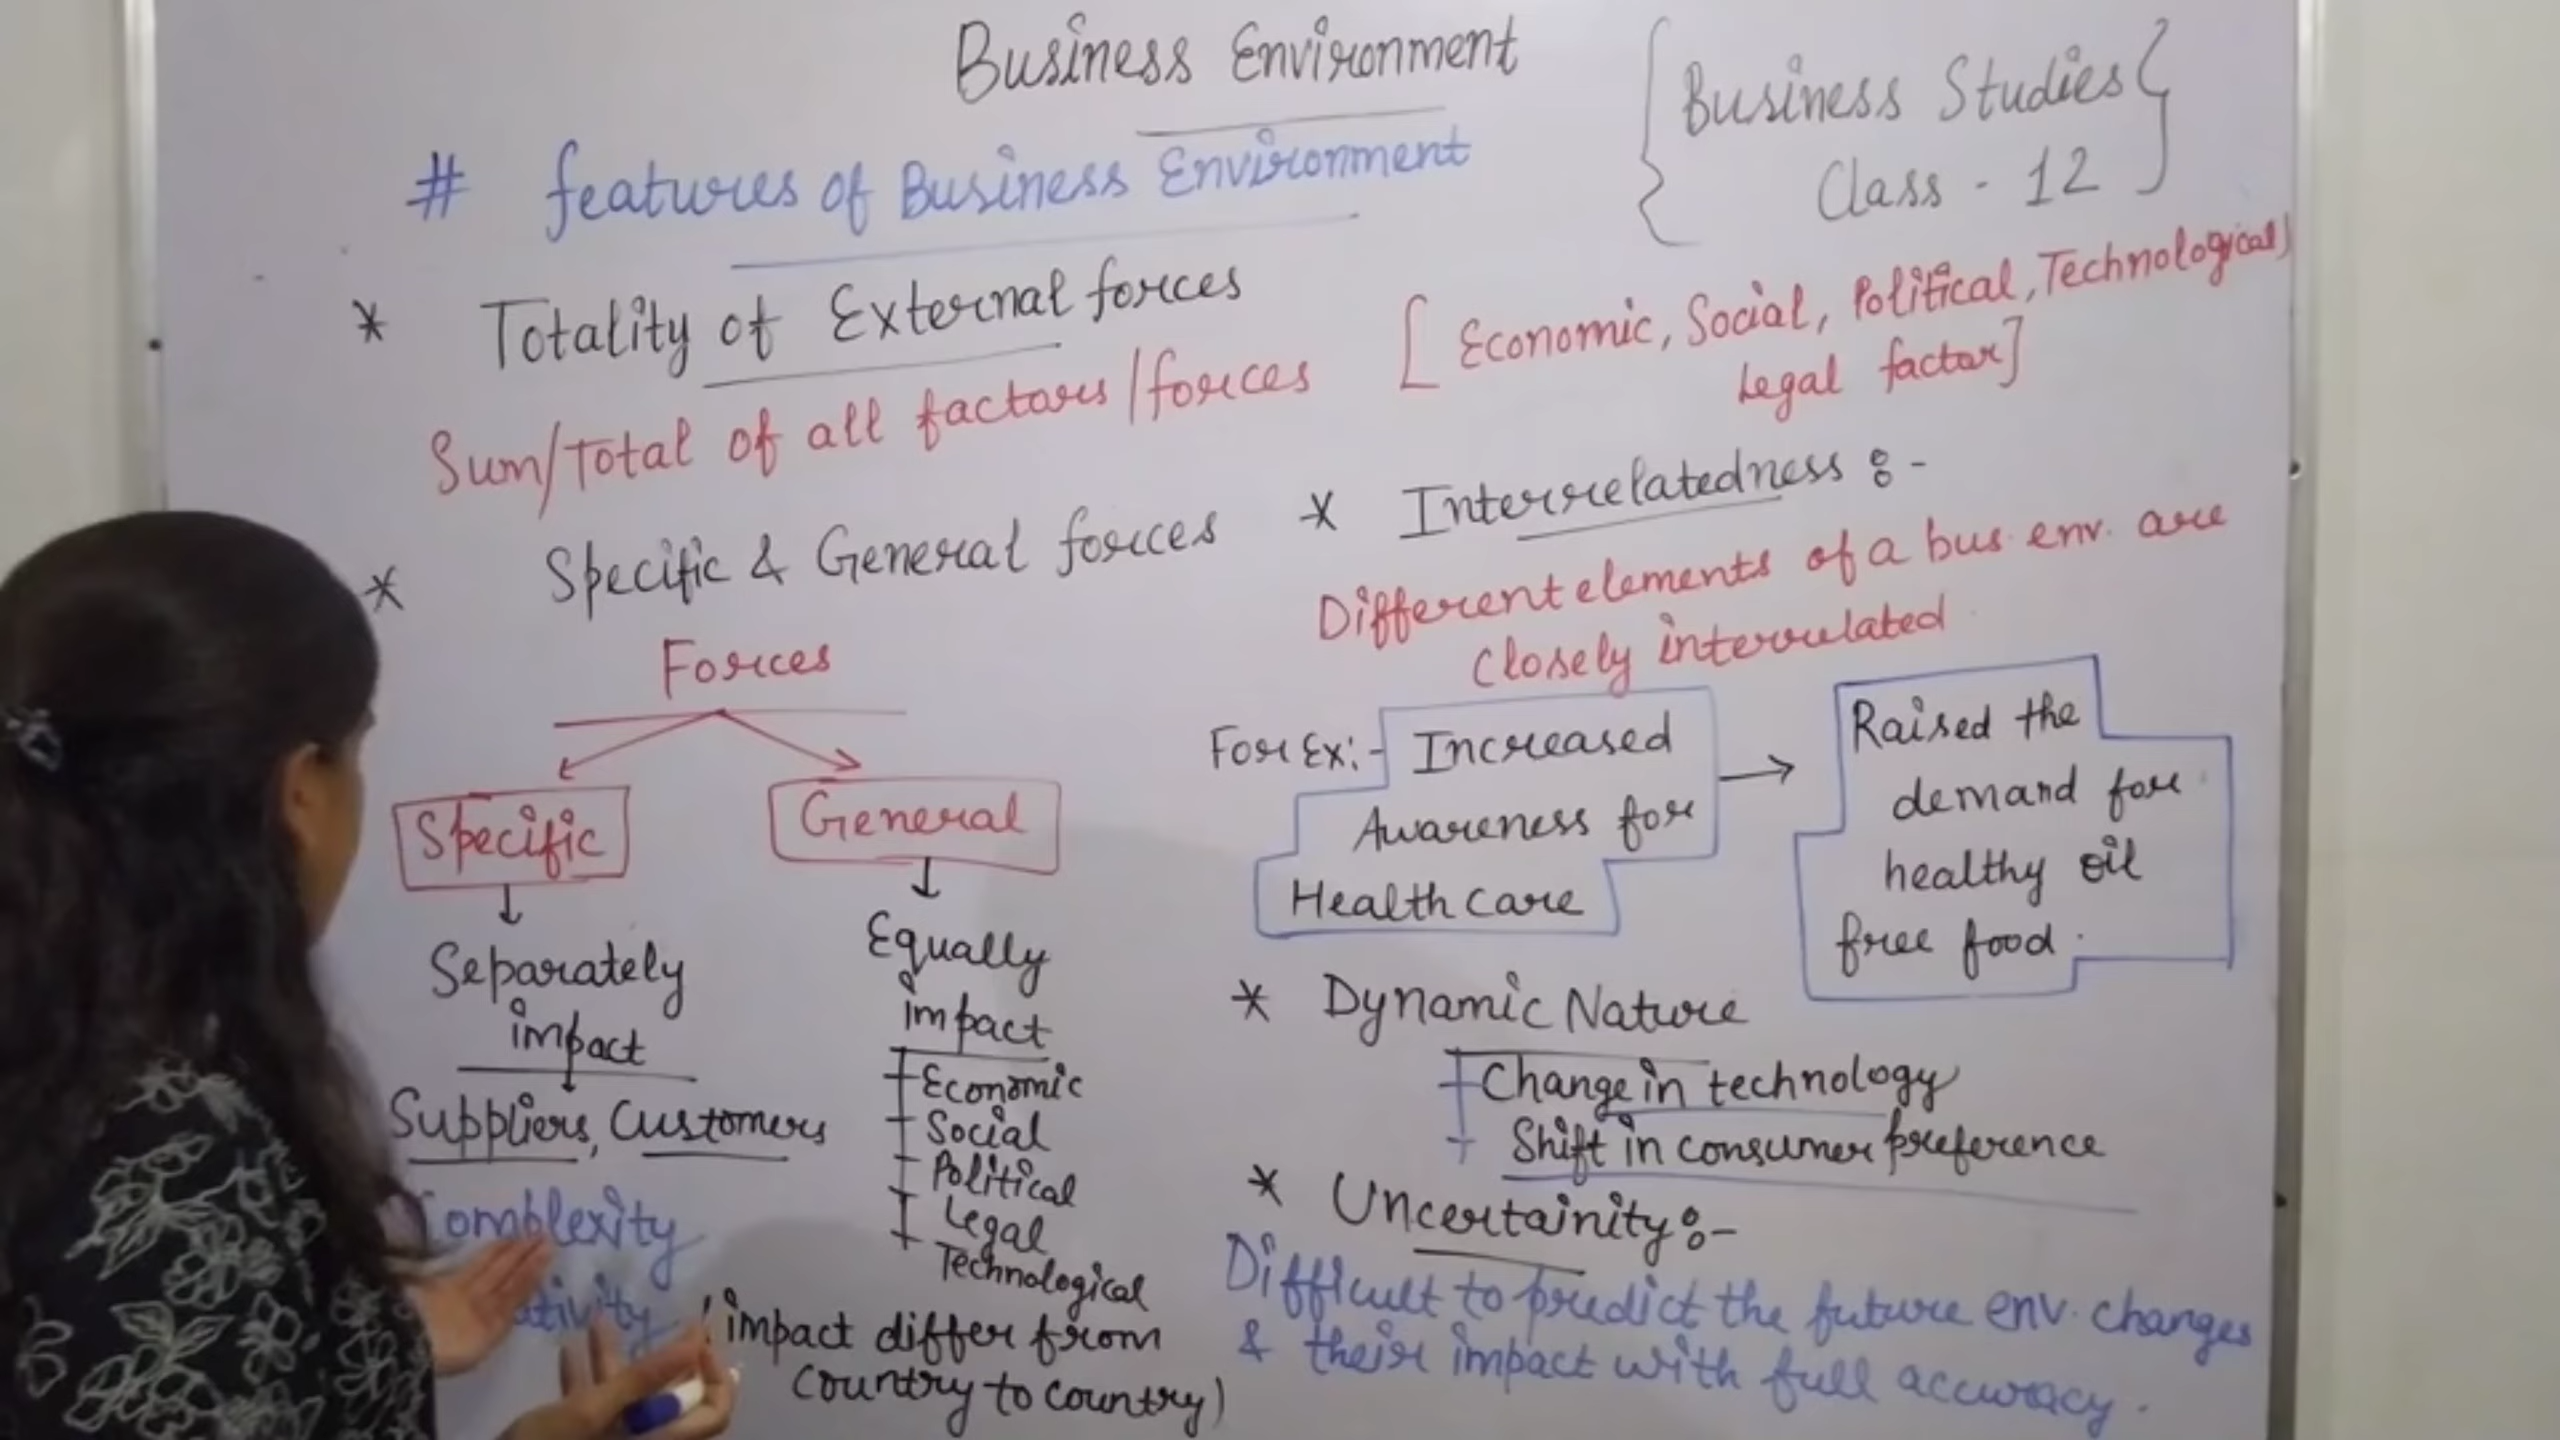 Business Environment
{Business Studies}
Class - 12
# features of Business Environment
* Totality of External forces
[Economic, Social, Political, Technological,
Legal factor]
Sum/Total of all factors/forces
* Specific & General forces
Forces
Specific
General
Separately
impact
Suppliers, Customers
Equally
impact
Economic
Social
Political
Legal
Technological
Complexity
(impact differ from
country to country)
* Interrelatedness :-
Different elements of a bus. env. are
closely interrelated
For Ex:- Increased
Awareness for
Health care
→
Raised the
demand for
healthy oil
free food.
* Dynamic Nature
Change in technology
Shift in consumer preference
* Uncertainity :-
Difficult to predict the future env. changes
& their impact with full accuracy.